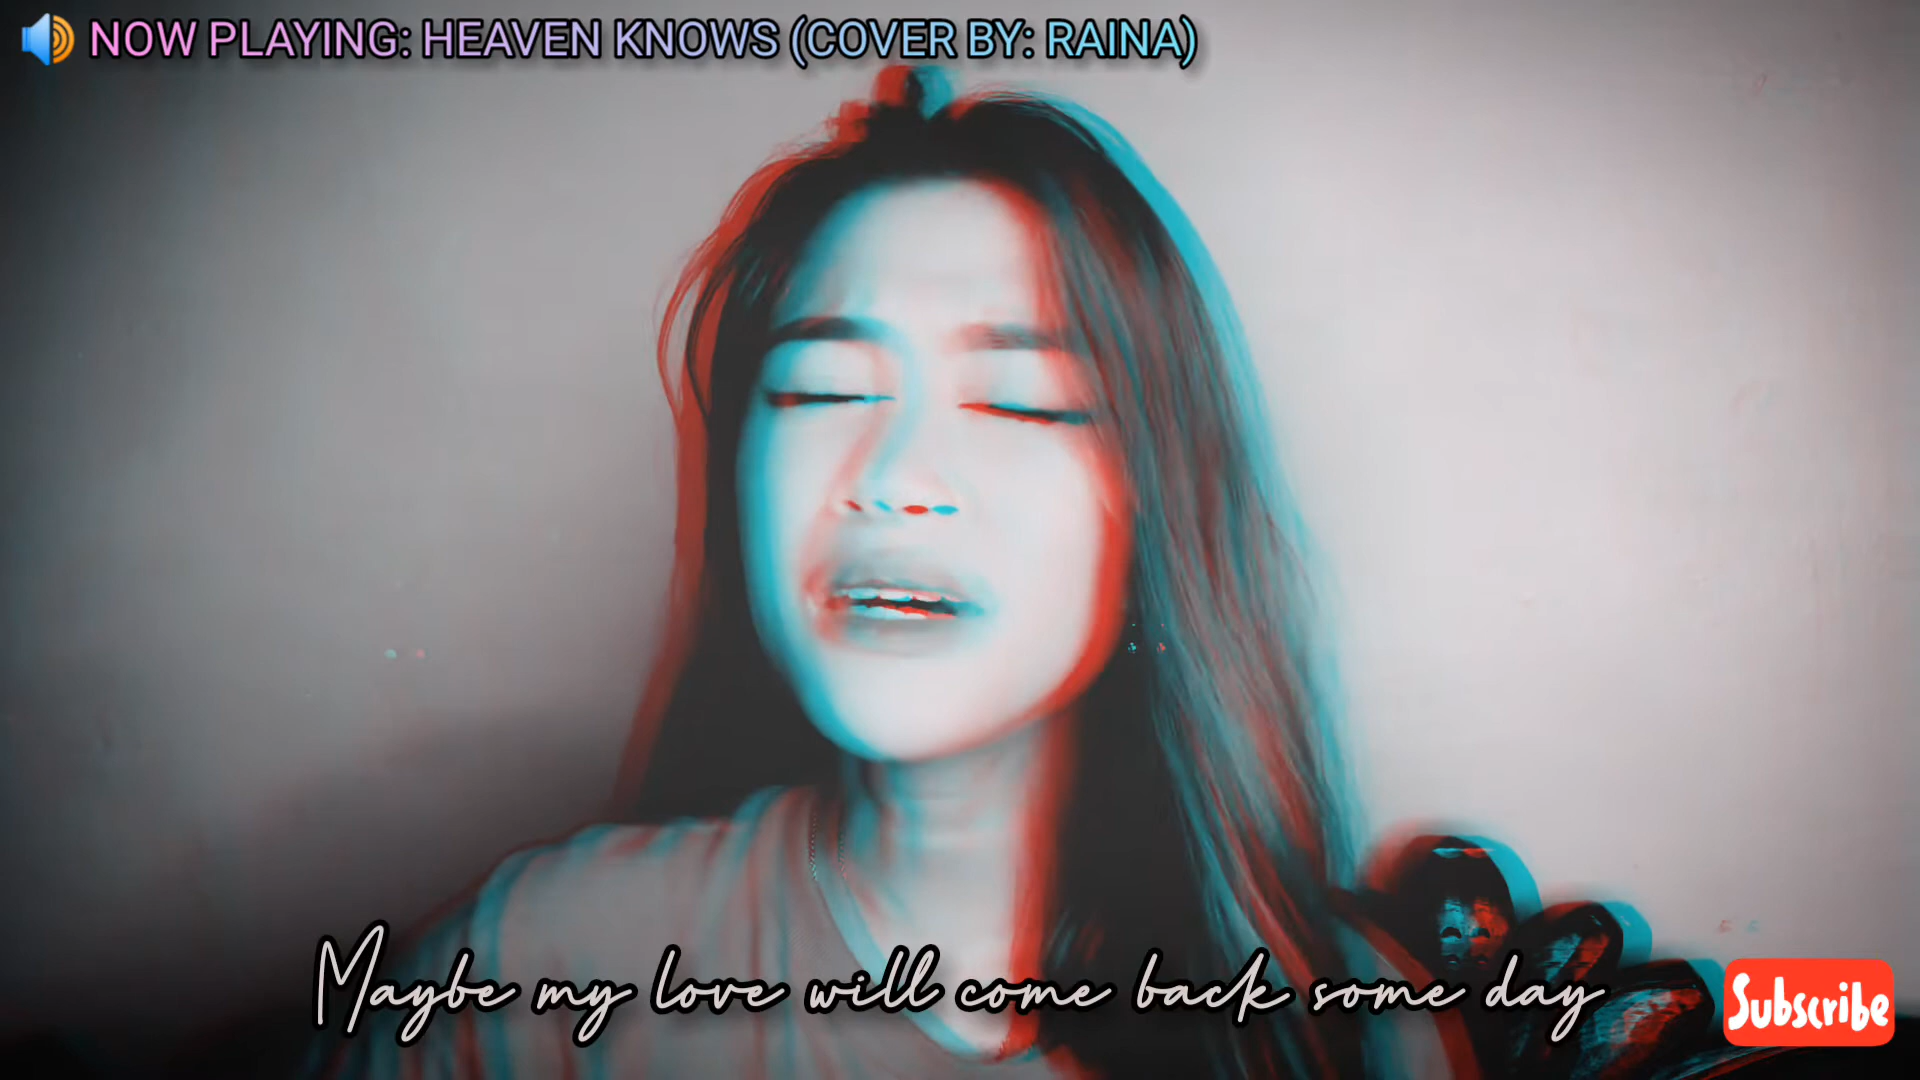 NOW PLAYING: HEAVEN KNOWS (COVER BY: RAINA)
Maybe my love will come back some day
Subscribe